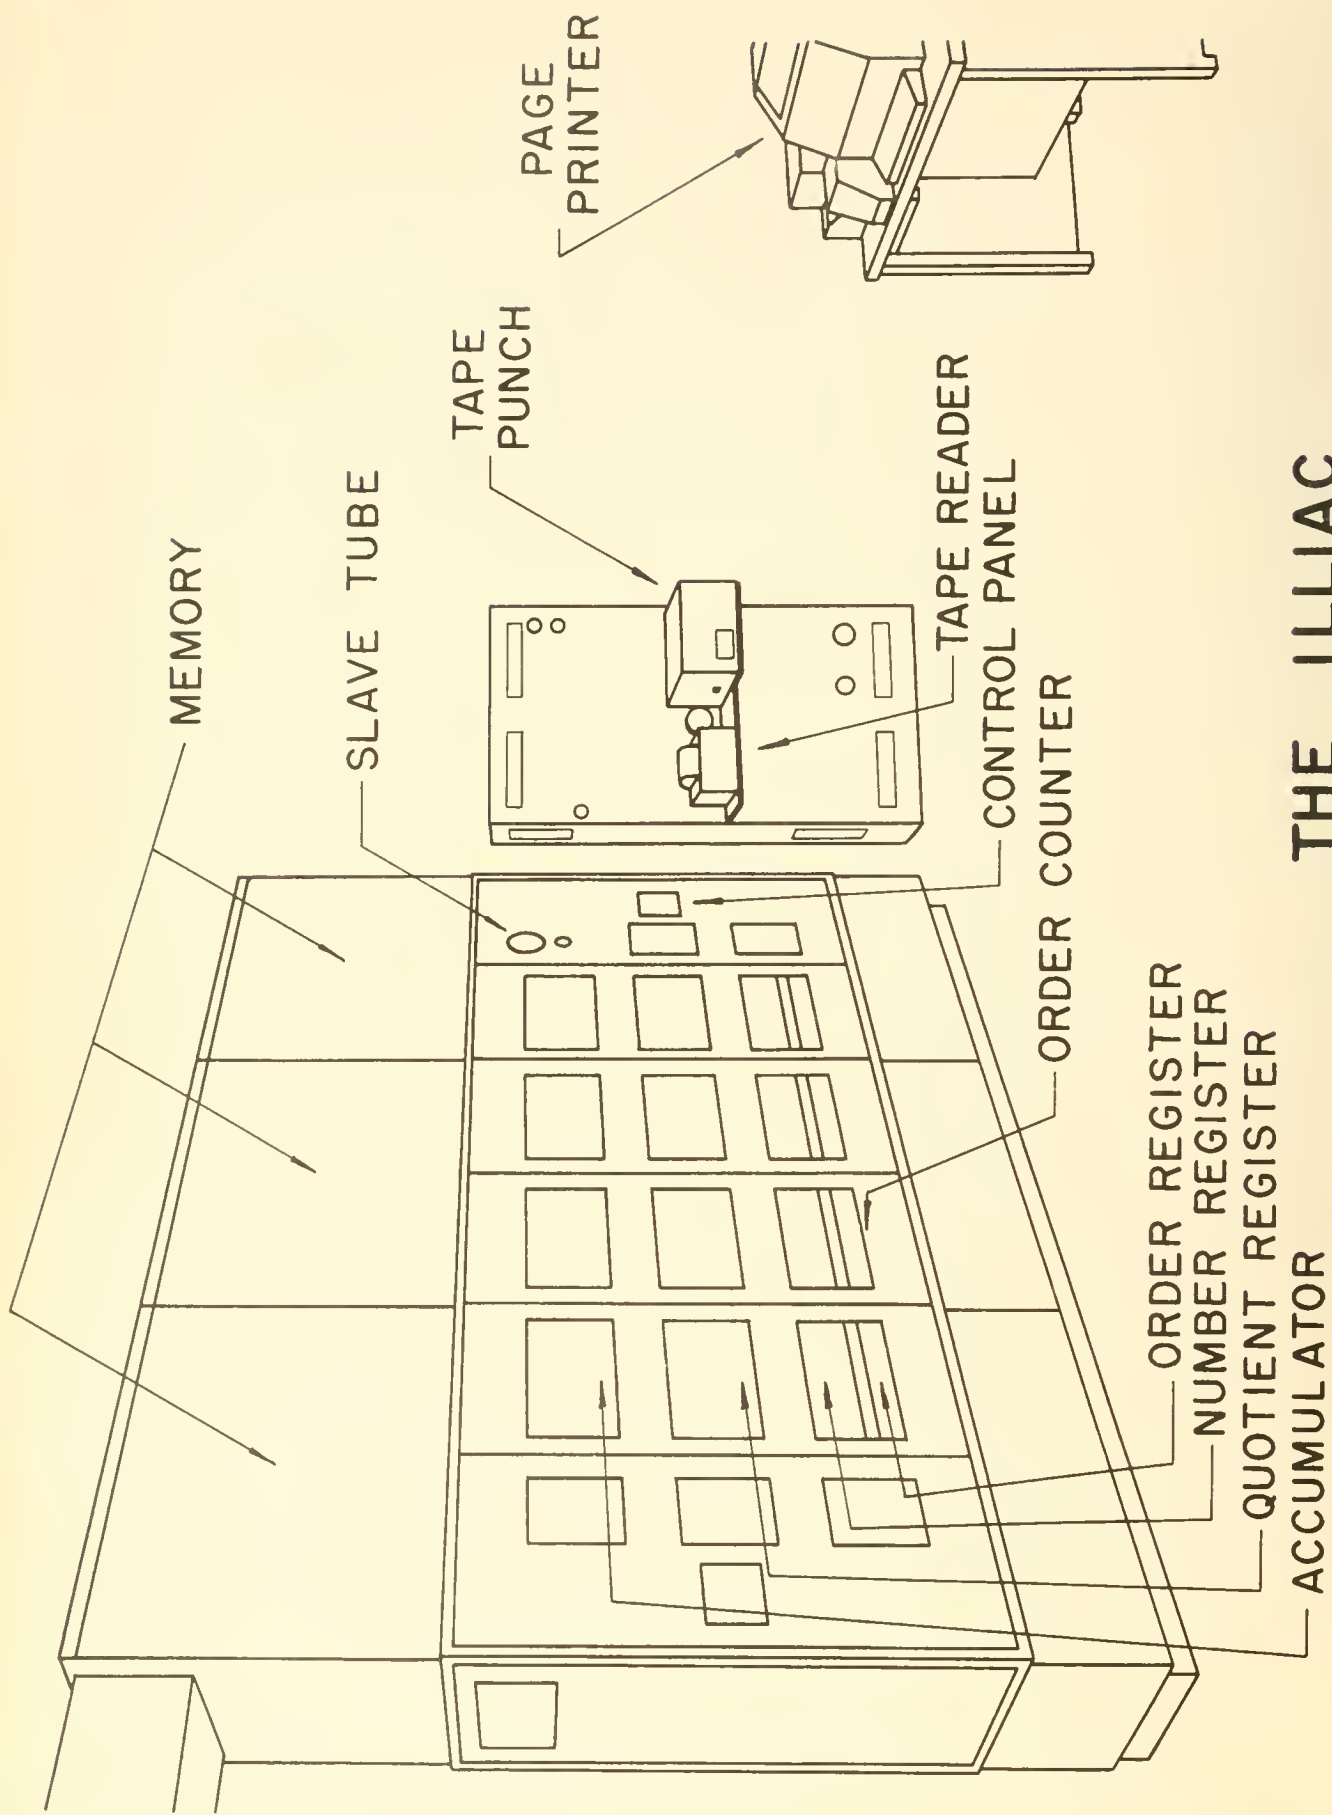 MEMORY
SLAVE TUBE
TAPE
PUNCH
PAGE
PRINTER
TAPE READER
CONTROL PANEL
ORDER COUNTER
ORDER REGISTER
NUMBER REGISTER
QUOTIENT REGISTER
ACCUMULATOR
THE ILLIAC